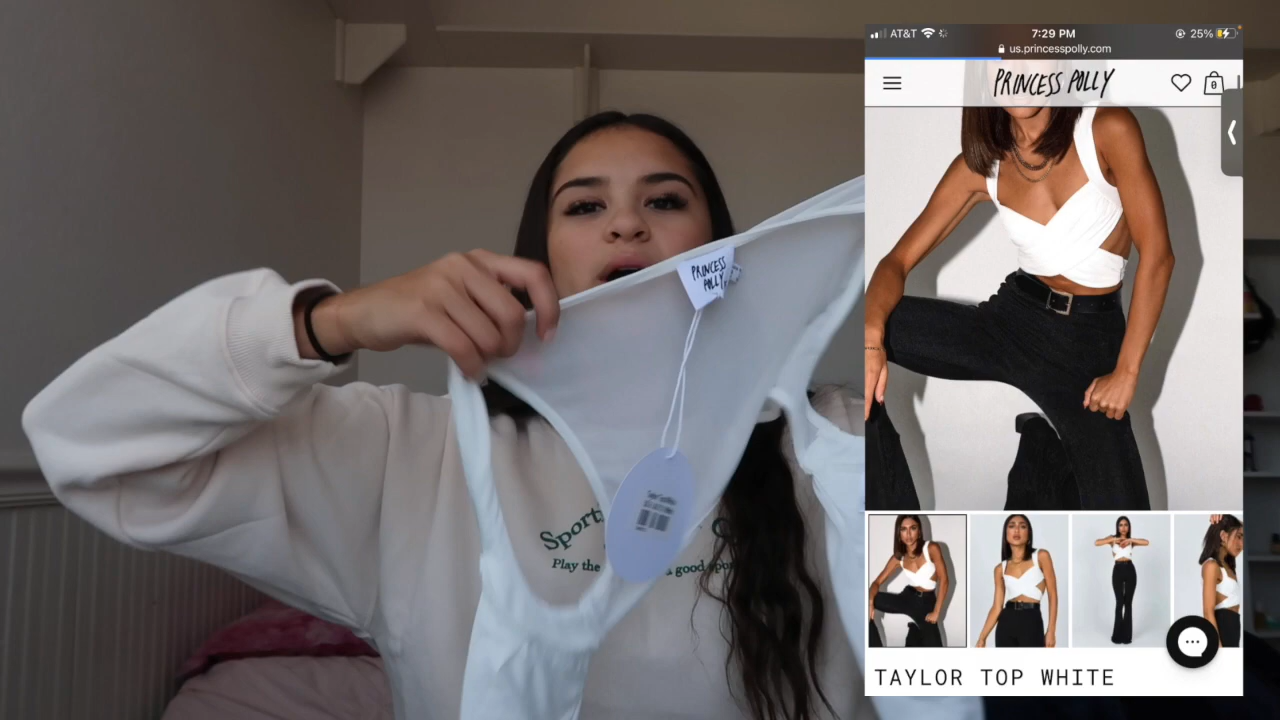 AT&T
7:29 PM
25%
us.princesspolly.com
PRINCESS POLLY
0
TAYLOR TOP WHITE
PRINCESS
POLLY
Sport
Play the
a good